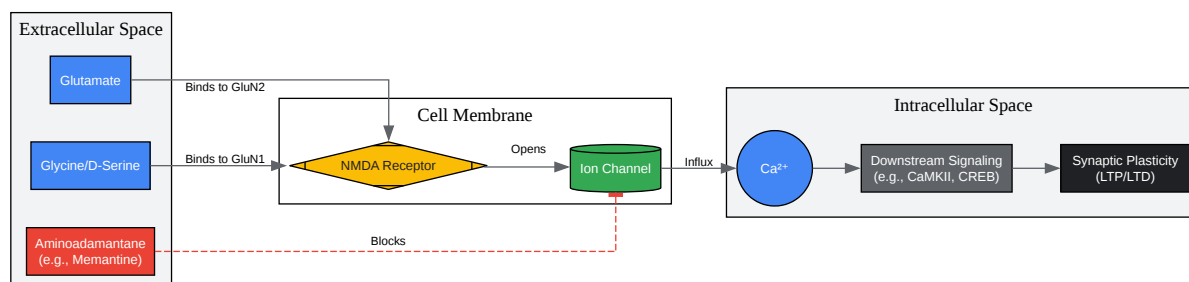 Extracellular Space
Glutamate
Binds to GluN2
Cell Membrane
Intracellular Space
Glycine/D-Serine
Binds to GluN1
NMDA Receptor
Opens
Ion Channel
Influx
Ca²⁺
Downstream Signaling
(e.g., CaMKII, CREB)
Synaptic Plasticity
(LTP/LTD)
Aminoadamantane
(e.g., Memantine)
Blocks